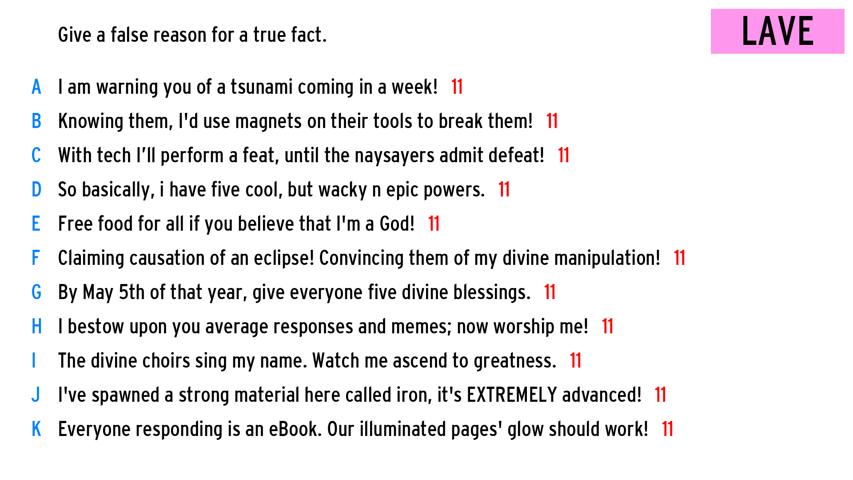 Give a false reason for a true fact.
LAVE
A I am warning you of a tsunami coming in a week! 11
B Knowing them, I'd use magnets on their tools to break them! 11
C With tech I’ll perform a feat, until the naysayers admit defeat! 11
D So basically, i have five cool, but wacky n epic powers. 11
E Free food for all if you believe that I'm a God! 11
F Claiming causation of an eclipse! Convincing them of my divine manipulation! 11
G By May 5th of that year, give everyone five divine blessings. 11
H I bestow upon you average responses and memes; now worship me! 11
I The divine choirs sing my name. Watch me ascend to greatness. 11
J I've spawned a strong material here called iron, it's EXTREMELY advanced! 11
K Everyone responding is an eBook. Our illuminated pages' glow should work! 11